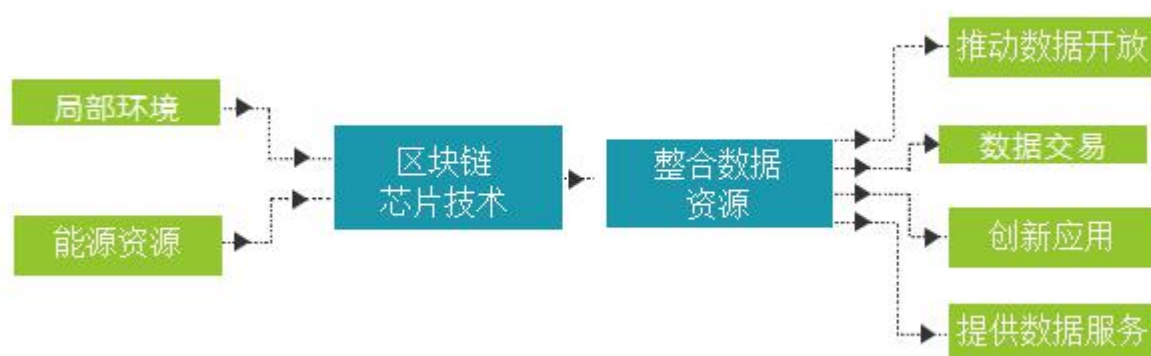 局部环境
能源资源
区块链
芯片技术
整合数据
资源
推动数据开放
数据交易
创新应用
提供数据服务